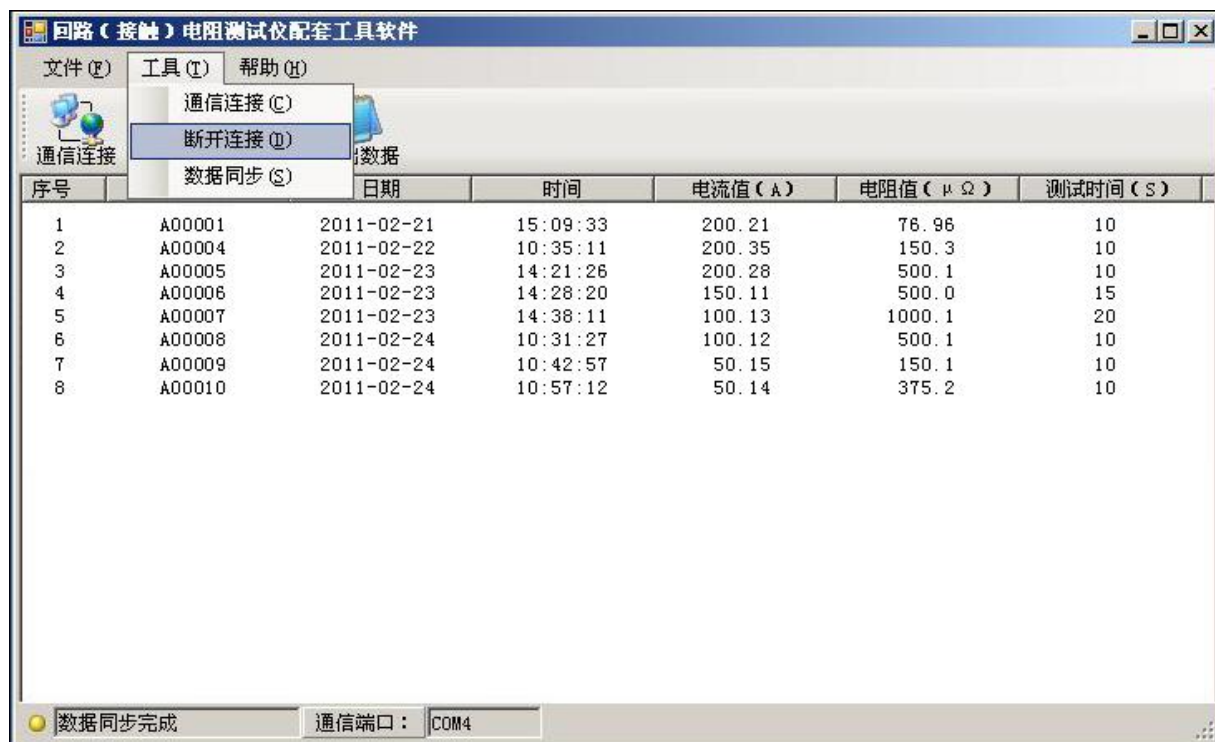 回路(接触)电阻测试仪配套工具软件
文件(F) 工具(T) 帮助(H)
通信连接(C)
断开连接(D)
数据同步(S)
通信连接 数据
序号 日期 时间 电流值(A) 电阻值(μΩ) 测试时间(S)
1 A00001 2011-02-21 15:09:33 200.21 76.96 10
2 A00004 2011-02-22 10:35:11 200.35 150.3 10
3 A00005 2011-02-23 14:21:26 200.28 500.1 10
4 A00006 2011-02-23 14:28:20 150.11 500.0 15
5 A00007 2011-02-23 14:38:11 100.13 1000.1 20
6 A00008 2011-02-24 10:31:27 100.12 500.1 10
7 A00009 2011-02-24 10:42:57 50.15 150.1 10
8 A00010 2011-02-24 10:57:12 50.14 375.2 10
数据同步完成 通信端口: COM4